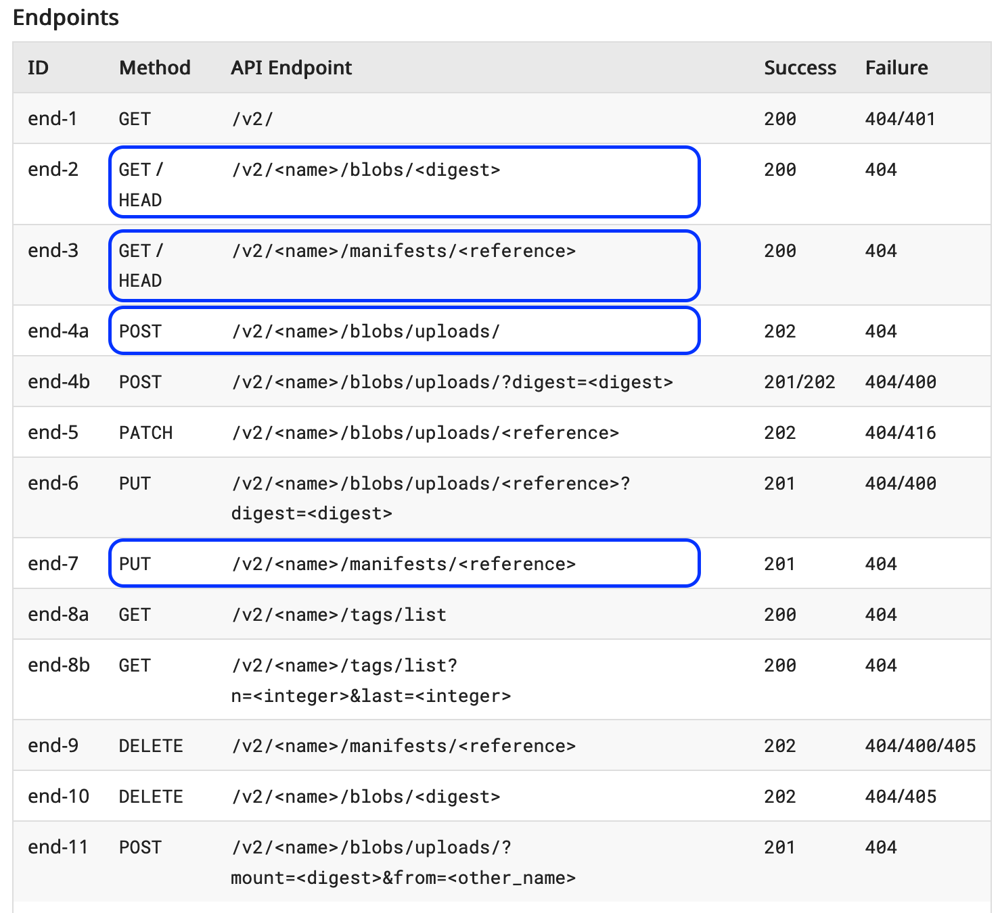 Endpoints
ID Method API Endpoint Success Failure
end-1 GET /v2/ 200 404/401
end-2 GET / /v2/<name>/blobs/<digest> 200 404
HEAD
end-3 GET / /v2/<name>/manifests/<reference> 200 404
HEAD
end-4a POST /v2/<name>/blobs/uploads/ 202 404
end-4b POST /v2/<name>/blobs/uploads/?digest=<digest> 201/202 404/400
end-5 PATCH /v2/<name>/blobs/uploads/<reference> 202 404/416
end-6 PUT /v2/<name>/blobs/uploads/<reference>? 201 404/400
digest=<digest>
end-7 PUT /v2/<name>/manifests/<reference> 201 404
end-8a GET /v2/<name>/tags/list 200 404
end-8b GET /v2/<name>/tags/list? 200 404
n=<integer>&last=<integer>
end-9 DELETE /v2/<name>/manifests/<reference> 202 404/400/405
end-10 DELETE /v2/<name>/blobs/<digest> 202 404/405
end-11 POST /v2/<name>/blobs/uploads/? 201 404
mount=<digest>&from=<other_name>